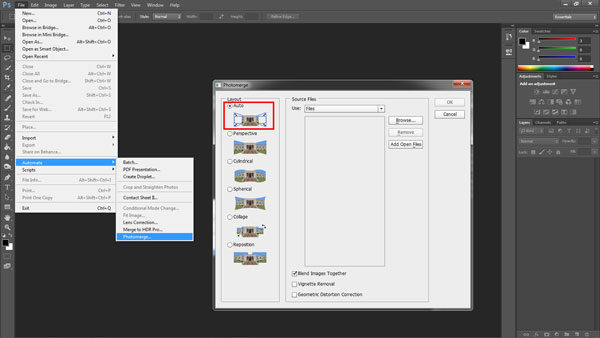 Ps File Edit Image Layer Type Select Filter View Window Help
New... Ctrl+N
Open... Ctrl+O
Browse in Bridge... Alt+Ctrl+O
Browse in Mini Bridge...
Open As... Alt+Shift+Ctrl+O
Open as Smart Object...
Open Recent
Close Ctrl+W
Close All Alt+Ctrl+W
Close and Go to Bridge... Shift+Ctrl+W
Save Ctrl+S
Save As... Shift+Ctrl+S
Check In...
Save for Web... Alt+Shift+Ctrl+S
Revert F12
Place...
Import
Export
Share on Behance...
Automate
Scripts
File Info... Alt+Shift+Ctrl+I
Print... Ctrl+P
Print One Copy Alt+Shift+Ctrl+P
Exit Ctrl+Q
Batch...
PDF Presentation...
Create Droplet...
Crop and Straighten Photos
Contact Sheet II...
Conditional Mode Change...
Fit Image...
Lens Correction...
Merge to HDR Pro...
Photomerge...
Style: Normal
Width:
Height:
Refine Edge...
Essentials
Photomerge
Layout
Auto
Perspective
Cylindrical
Spherical
Collage
Reposition
Source Files
Use: Files
Browse...
Remove
Add Open Files
OK
Cancel
Blend Images Together
Vignette Removal
Geometric Distortion Correction
Color Swatches
Adjustments Styles
Add an adjustment
Layers Channels Paths